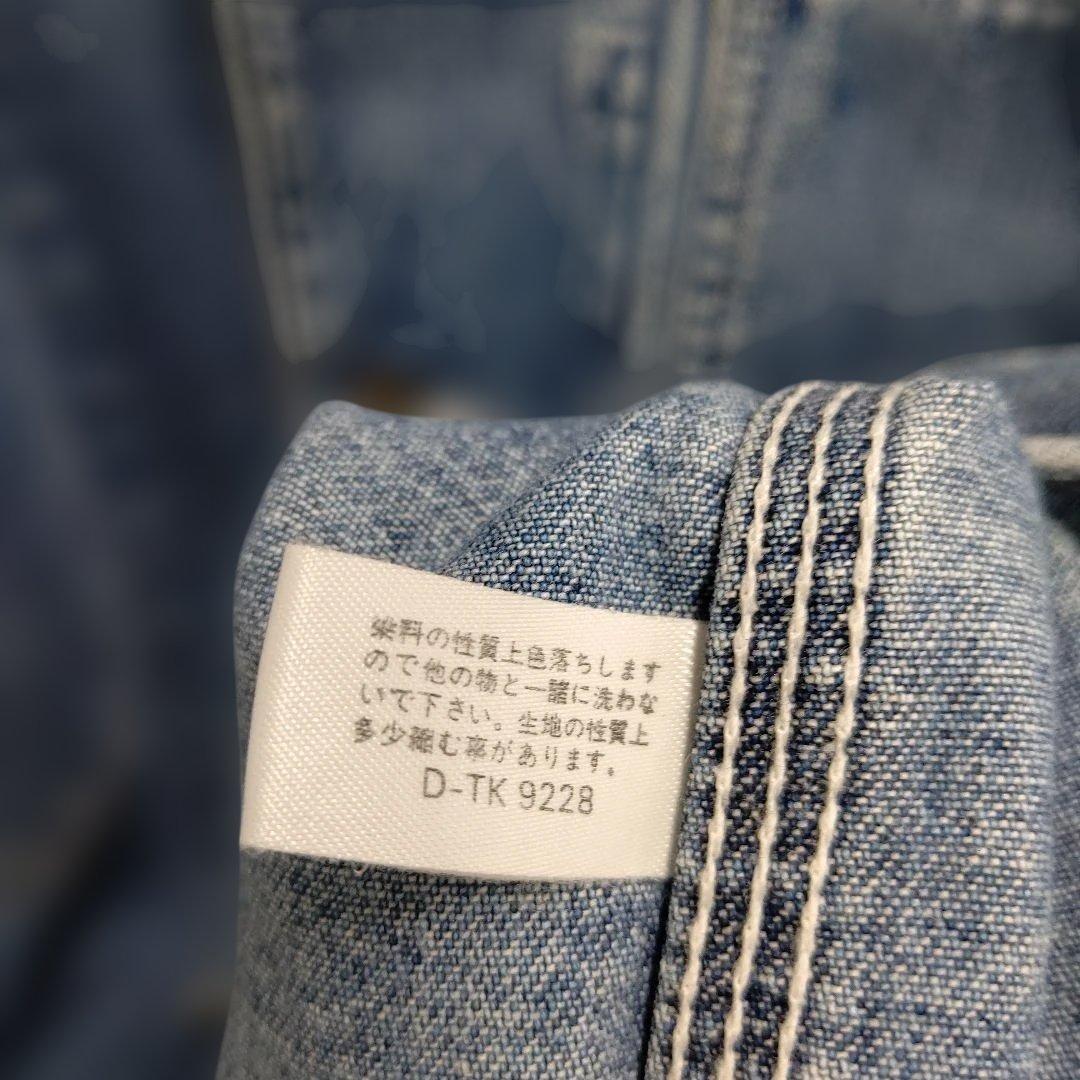 染料の性質上色落ちします
ので他の物と一諸に洗わな
いで下さい。生地の性質上
多少縮む事があります。
D-TK 9228